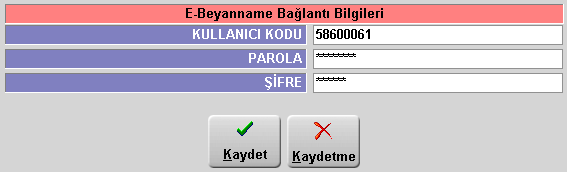 E-Beyanname Bağlantı Bilgileri
KULLANICI KODU 58600061
PAROLA ********
ŞİFRE ******
Kaydet Kaydetme